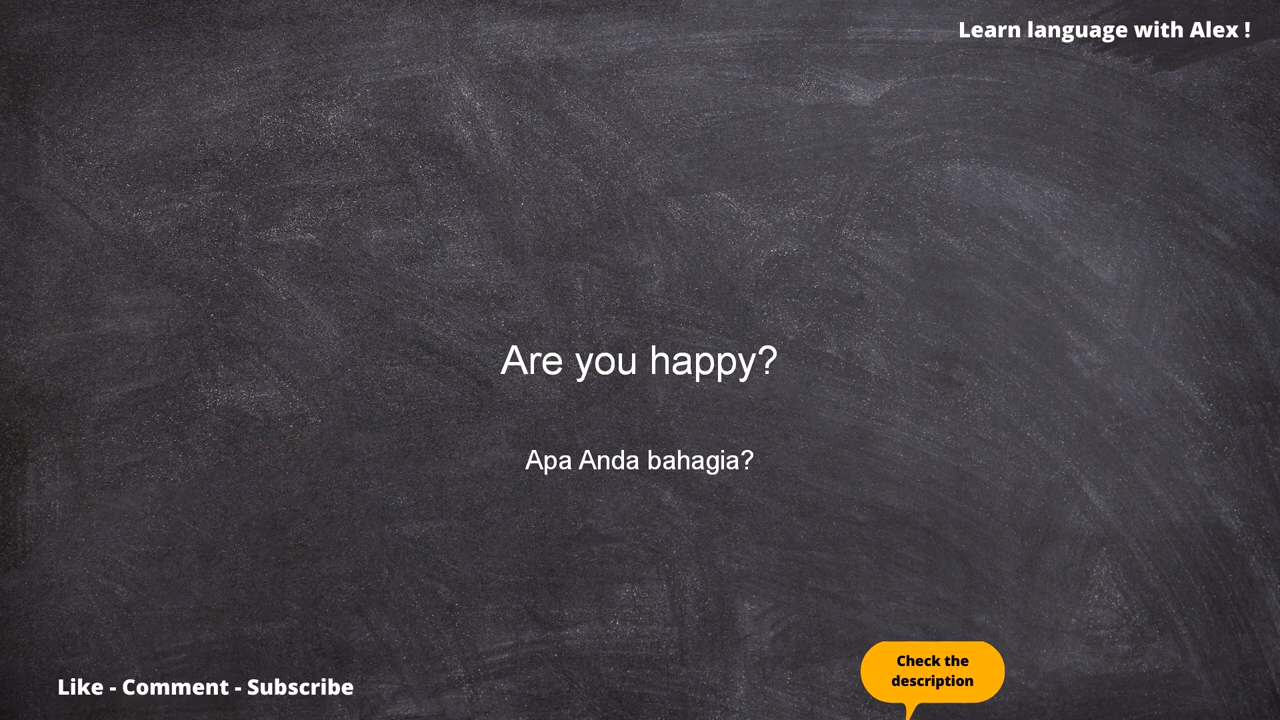 Learn language with Alex !
Are you happy?
Apa Anda bahagia?
Like - Comment - Subscribe
Check the
description